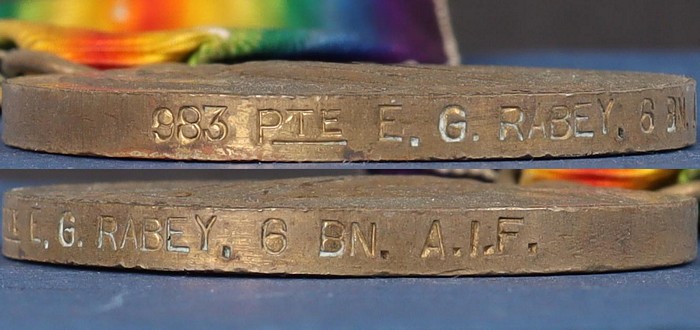 983 PTE E. G. RABEY. 6 BN.
E. G. RABEY. 6 BN. A.I.F.